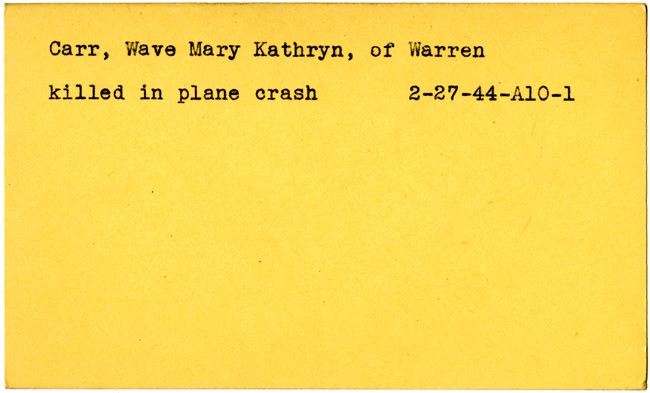 Carr, Wave Mary Kathryn, of Warren
killed in plane crash 2-27-44-A10-1